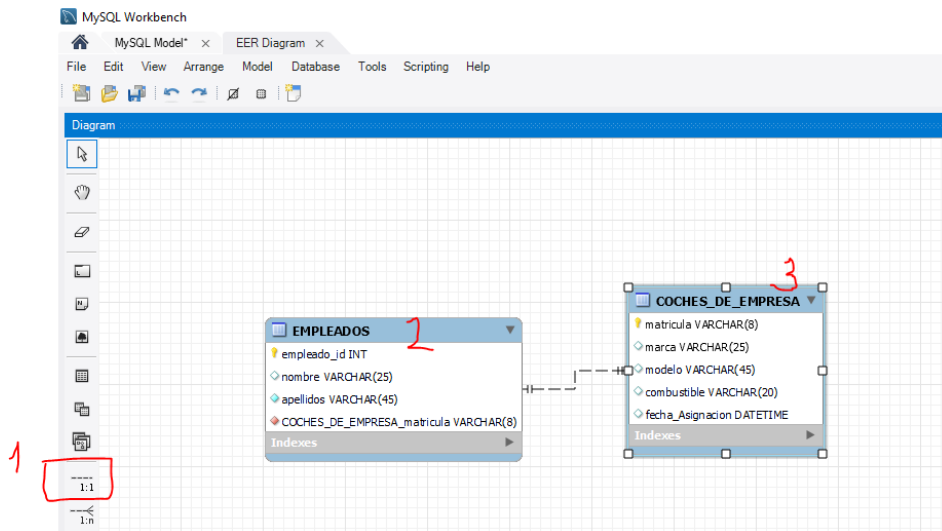 MySQL Workbench
MySQL Model* × EER Diagram ×
File Edit View Arrange Model Database Tools Scripting Help
Diagram
3
COCHES_DE_EMPRESA
matricula VARCHAR(8)
marca VARCHAR(25)
modelo VARCHAR(45)
combustible VARCHAR(20)
fecha_Asignacion DATETIME
Indexes
EMPLEADOS 2
empleado_id INT
nombre VARCHAR(25)
apellidos VARCHAR(45)
COCHES_DE_EMPRESA_matricula VARCHAR(8)
Indexes
1
1:1
1:n